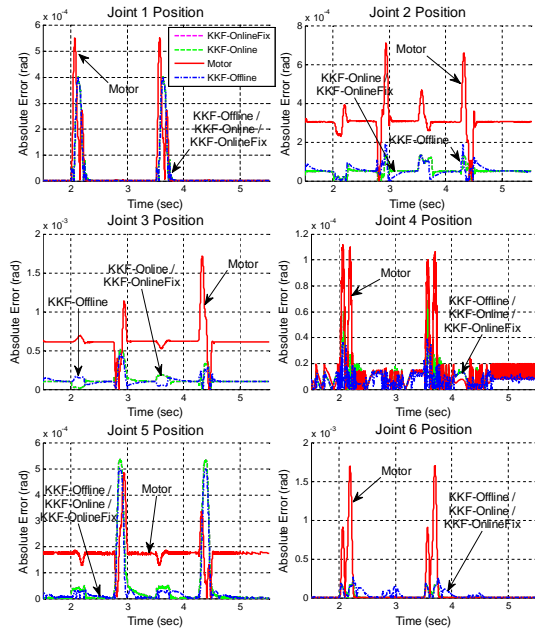 Joint 1 Position
x 10^-4
6
5
4
3
2
1
0
Absolute Error (rad)
2 3 4 5
Time (sec)
KKF-OnlineFix
KKF-Online
Motor
KKF-Offline
Motor
KKF-Offline /
KKF-Online /
KKF-OnlineFix
Joint 2 Position
x 10^-4
8
6
4
2
0
Absolute Error (rad)
2 3 4 5
Time (sec)
Motor
KKF-Online /
KKF-OnlineFix
KKF-Offline
Joint 3 Position
x 10^-3
2
1.5
1
0.5
0
Absolute Error (rad)
2 3 4 5
Time (sec)
KKF-Offline
KKF-Online /
KKF-OnlineFix
Motor
Joint 4 Position
x 10^-4
1.2
1
0.8
0.6
0.4
0.2
0
Absolute Error (rad)
2 3 4 5
Time (sec)
Motor
KKF-Offline /
KKF-Online /
KKF-OnlineFix
Joint 5 Position
x 10^-4
6
5
4
3
2
1
0
Absolute Error (rad)
2 3 4 5
Time (sec)
KKF-Offline /
KKF-Online /
KKF-OnlineFix
Motor
Joint 6 Position
x 10^-3
2
1.5
1
0.5
0
Absolute Error (rad)
2 3 4 5
Time (sec)
Motor
KKF-Offline /
KKF-Online /
KKF-OnlineFix